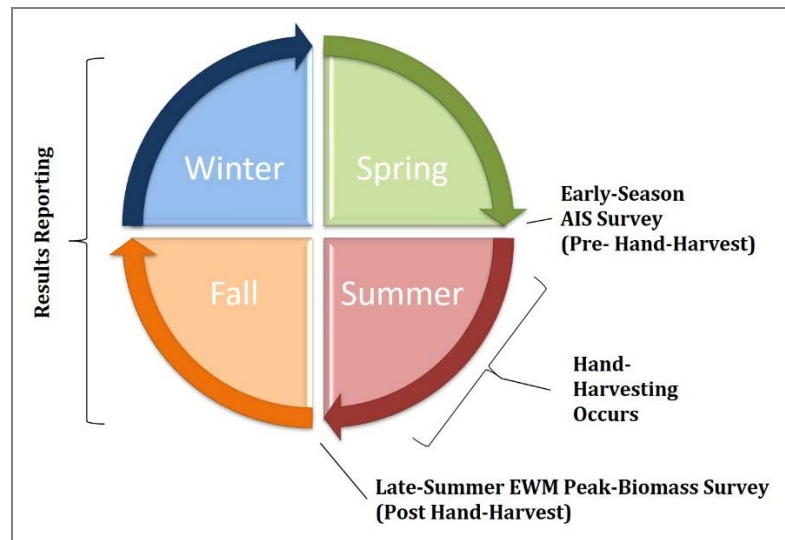 Results Reporting
Winter
Spring
Early-Season
AIS Survey
(Pre- Hand-Harvest)
Fall
Summer
Hand-
Harvesting
Occurs
Late-Summer EWM Peak-Biomass Survey
(Post Hand-Harvest)